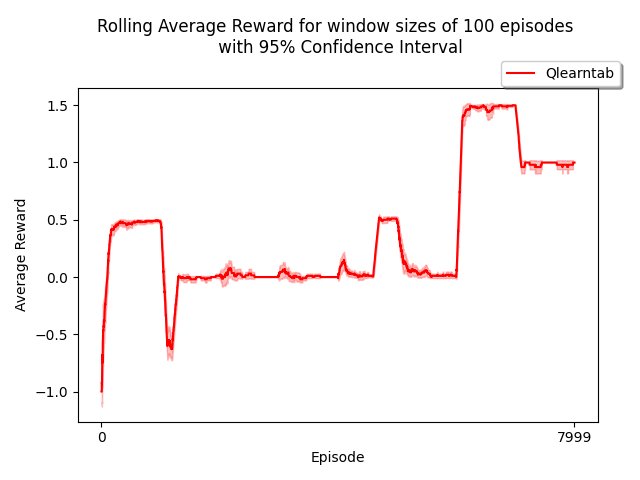 Rolling Average Reward for window sizes of 100 episodes
with 95% Confidence Interval
Qlearntab
1.5
1.0
0.5
0.0
−0.5
−1.0
Average Reward
0
7999
Episode